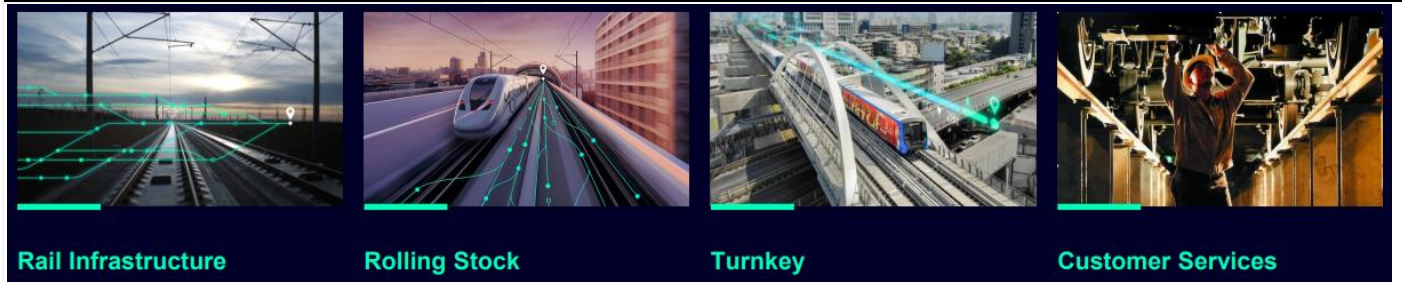 Rail Infrastructure
Rolling Stock
Turnkey
Customer Services